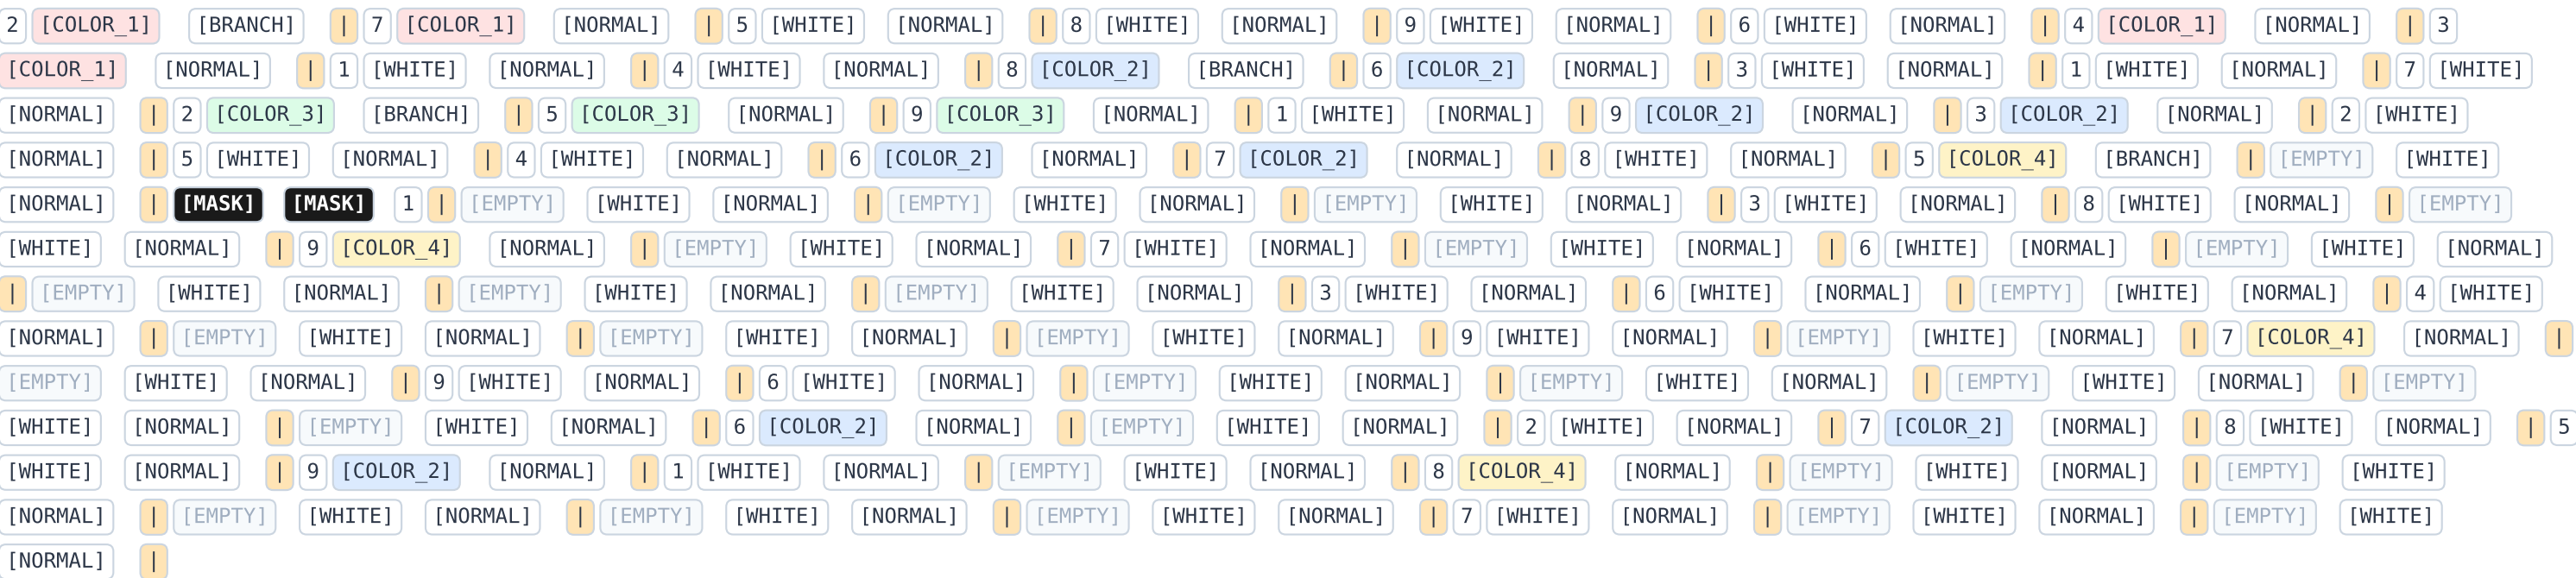 2 [COLOR_1] [BRANCH] | 7 [COLOR_1] [NORMAL] | 5 [WHITE] [NORMAL] | 8 [WHITE] [NORMAL] | 9 [WHITE] [NORMAL] | 6 [WHITE] [NORMAL] | 4 [COLOR_1] [NORMAL] | 3
[COLOR_1] [NORMAL] | 1 [WHITE] [NORMAL] | 4 [WHITE] [NORMAL] | 8 [COLOR_2] [BRANCH] | 6 [COLOR_2] [NORMAL] | 3 [WHITE] [NORMAL] | 1 [WHITE] [NORMAL] | 7 [WHITE]
[NORMAL] | 2 [COLOR_3] [BRANCH] | 5 [COLOR_3] [NORMAL] | 9 [COLOR_3] [NORMAL] | 1 [WHITE] [NORMAL] | 9 [COLOR_2] [NORMAL] | 3 [COLOR_2] [NORMAL] | 2 [WHITE]
[NORMAL] | 5 [WHITE] [NORMAL] | 4 [WHITE] [NORMAL] | 6 [COLOR_2] [NORMAL] | 7 [COLOR_2] [NORMAL] | 8 [WHITE] [NORMAL] | 5 [COLOR_4] [BRANCH] | [EMPTY] [WHITE]
[NORMAL] | [MASK] [MASK] 1 | [EMPTY] [WHITE] [NORMAL] | [EMPTY] [WHITE] [NORMAL] | [EMPTY] [WHITE] [NORMAL] | 3 [WHITE] [NORMAL] | 8 [WHITE] [NORMAL] | [EMPTY]
[WHITE] [NORMAL] | 9 [COLOR_4] [NORMAL] | [EMPTY] [WHITE] [NORMAL] | 7 [WHITE] [NORMAL] | [EMPTY] [WHITE] [NORMAL] | 6 [WHITE] [NORMAL] | [EMPTY] [WHITE] [NORMAL]
| [EMPTY] [WHITE] [NORMAL] | [EMPTY] [WHITE] [NORMAL] | [EMPTY] [WHITE] [NORMAL] | 3 [WHITE] [NORMAL] | 6 [WHITE] [NORMAL] | [EMPTY] [WHITE] [NORMAL] | 4 [WHITE]
[NORMAL] | [EMPTY] [WHITE] [NORMAL] | [EMPTY] [WHITE] [NORMAL] | [EMPTY] [WHITE] [NORMAL] | 9 [WHITE] [NORMAL] | [EMPTY] [WHITE] [NORMAL] | 7 [COLOR_4] [NORMAL] |
[EMPTY] [WHITE] [NORMAL] | 9 [WHITE] [NORMAL] | 6 [WHITE] [NORMAL] | [EMPTY] [WHITE] [NORMAL] | [EMPTY] [WHITE] [NORMAL] | [EMPTY] [WHITE] [NORMAL] | [EMPTY]
[WHITE] [NORMAL] | [EMPTY] [WHITE] [NORMAL] | 6 [COLOR_2] [NORMAL] | [EMPTY] [WHITE] [NORMAL] | 2 [WHITE] [NORMAL] | 7 [COLOR_2] [NORMAL] | 8 [WHITE] [NORMAL] | 5
[WHITE] [NORMAL] | 9 [COLOR_2] [NORMAL] | 1 [WHITE] [NORMAL] | [EMPTY] [WHITE] [NORMAL] | 8 [COLOR_4] [NORMAL] | [EMPTY] [WHITE] [NORMAL] | [EMPTY] [WHITE]
[NORMAL] | [EMPTY] [WHITE] [NORMAL] | [EMPTY] [WHITE] [NORMAL] | [EMPTY] [WHITE] [NORMAL] | 7 [WHITE] [NORMAL] | [EMPTY] [WHITE] [NORMAL] | [EMPTY] [WHITE]
[NORMAL] |